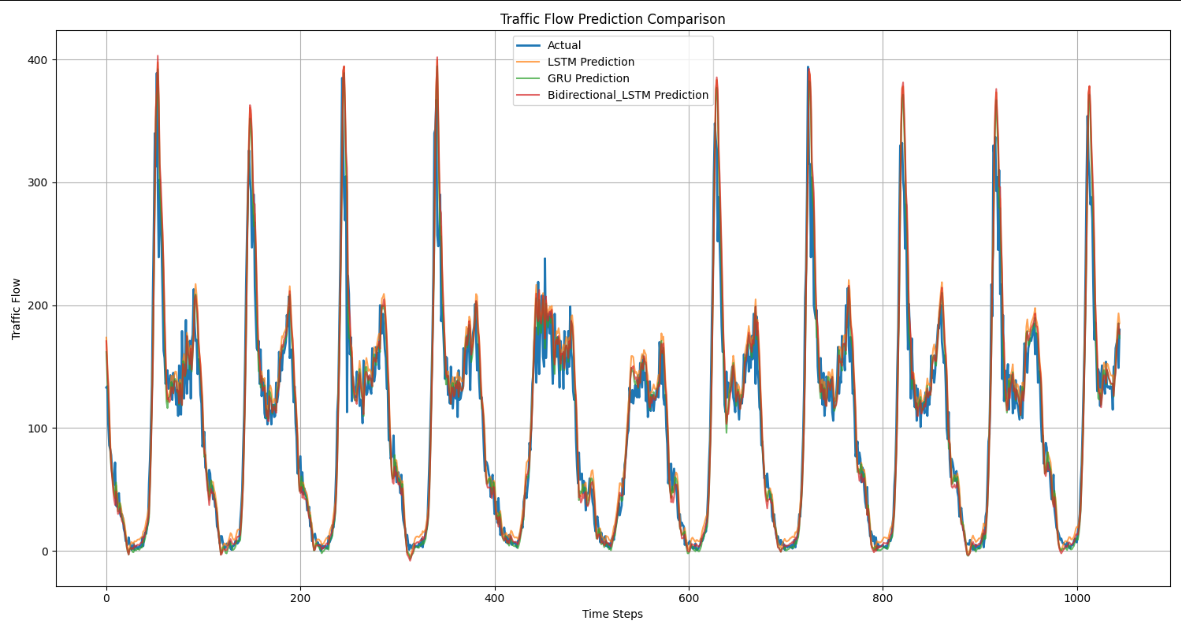 Traffic Flow Prediction Comparison
Actual
LSTM Prediction
GRU Prediction
Bidirectional_LSTM Prediction
400
300
200
100
0
Traffic Flow
0 200 400 600 800 1000
Time Steps